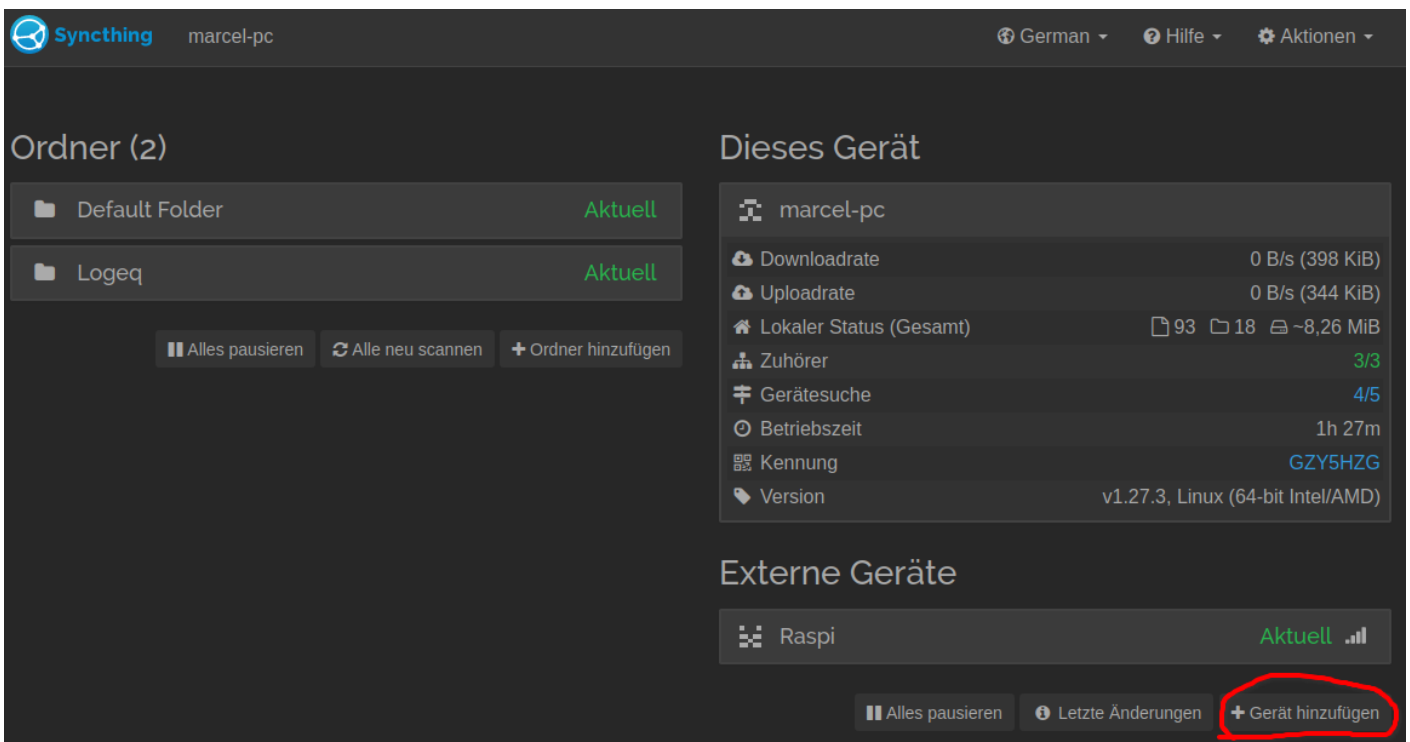 Syncthing marcel-pc German Hilfe Aktionen
Ordner (2)
Default Folder Aktuell
Logeq Aktuell
Alles pausieren Alle neu scannen + Ordner hinzufügen
Dieses Gerät
marcel-pc
Downloadrate 0 B/s (398 KiB)
Uploadrate 0 B/s (344 KiB)
Lokaler Status (Gesamt) 93 18 ~8,26 MiB
Zuhörer 3/3
Gerätesuche 4/5
Betriebszeit 1h 27m
Kennung GZY5HZG
Version v1.27.3, Linux (64-bit Intel/AMD)
Externe Geräte
Raspi Aktuell
Alles pausieren Letzte Änderungen + Gerät hinzufügen